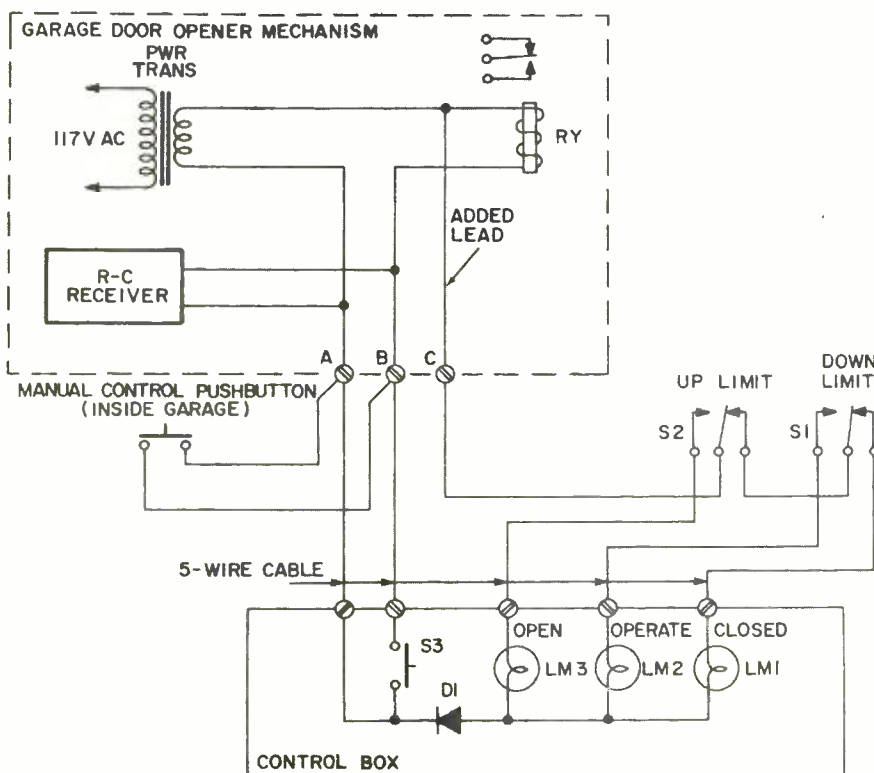 GARAGE DOOR OPENER MECHANISM
PWR
TRANS
117V AC
RY
ADDED
LEAD
R-C
RECEIVER
A B C
MANUAL CONTROL PUSHBUTTON
(INSIDE GARAGE)
UP LIMIT
DOWN
LIMIT
S2
S1
5-WIRE CABLE
OPEN OPERATE CLOSED
S3
LM3 LM2 LM1
D1
CONTROL BOX